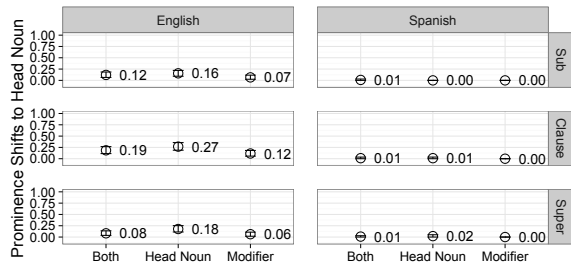 English Spanish
Prominence Shifts to Head Noun
1.00
0.75
0.50
0.25
0.00
0.12 0.16 0.07
0.01 0.00 0.00
Sub
1.00
0.75
0.50
0.25
0.00
0.19 0.27 0.12
0.01 0.01 0.00
Clause
1.00
0.75
0.50
0.25
0.00
0.08 0.18 0.06
0.01 0.02 0.00
Super
Both Head Noun Modifier
Both Head Noun Modifier